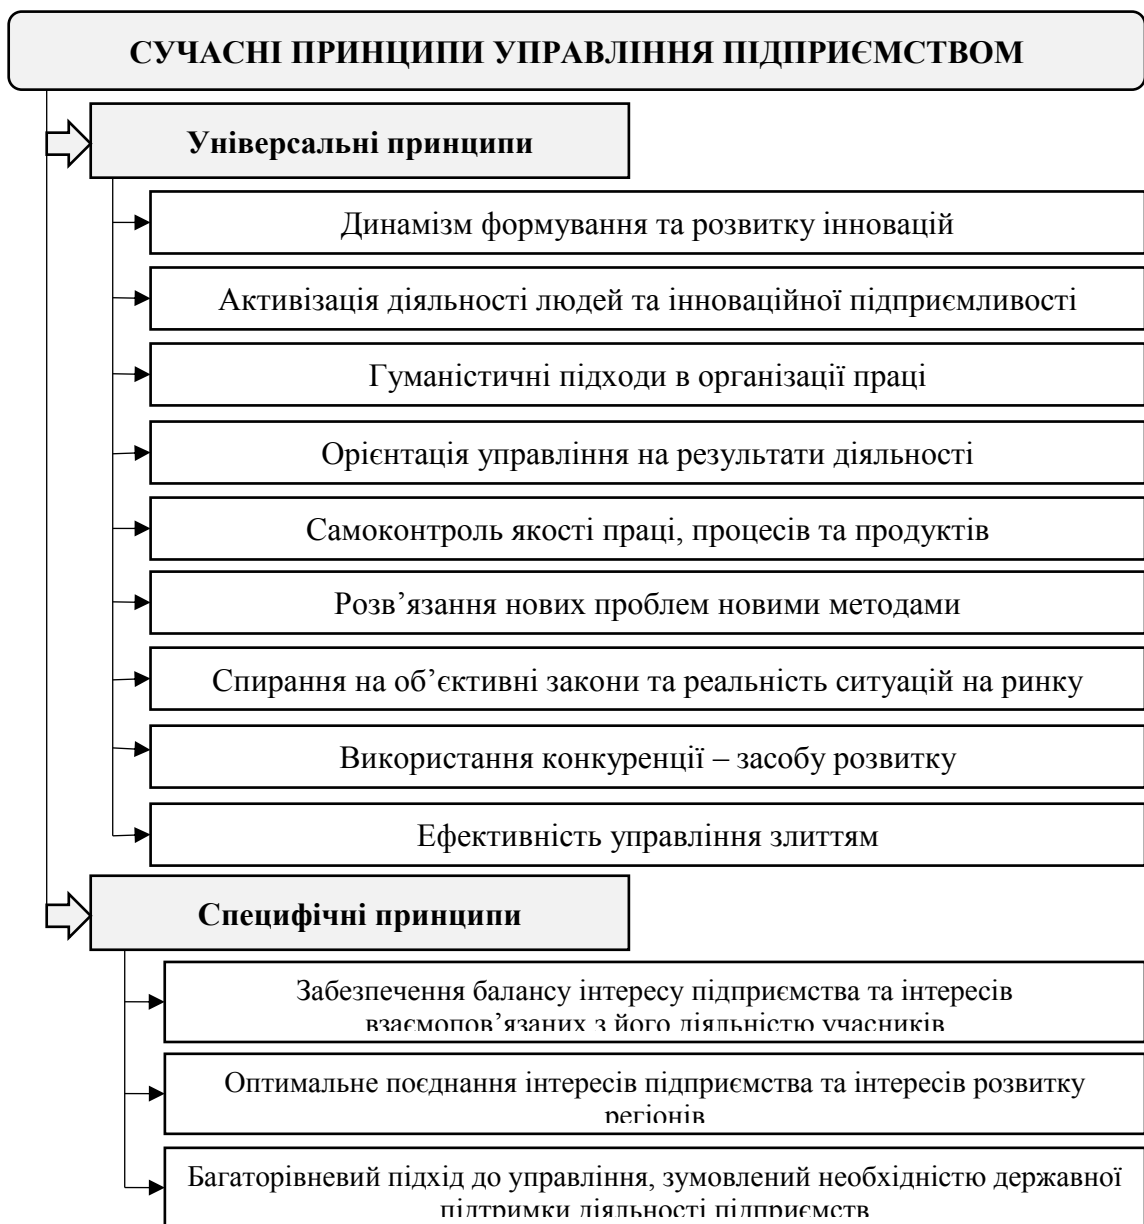 СУЧАСНІ ПРИНЦИПИ УПРАВЛІННЯ ПІДПРИЄМСТВОМ
Універсальні принципи
Динамізм формування та розвитку інновацій
Активізація діяльності людей та інноваційної підприємливості
Гуманістичні підходи в організації праці
Орієнтація управління на результати діяльності
Самоконтроль якості праці, процесів та продуктів
Розв’язання нових проблем новими методами
Спирання на об’єктивні закони та реальність ситуацій на ринку
Використання конкуренції – засобу розвитку
Ефективність управління злиттям
Специфічні принципи
Забезпечення балансу інтересу підприємства та інтересів
взаємопов’язаних з його діяльністю учасників
Оптимальне поєднання інтересів підприємства та інтересів розвитку
регіонів
Багаторівневий підхід до управління, зумовлений необхідністю державної
підтримки діяльності підприємств